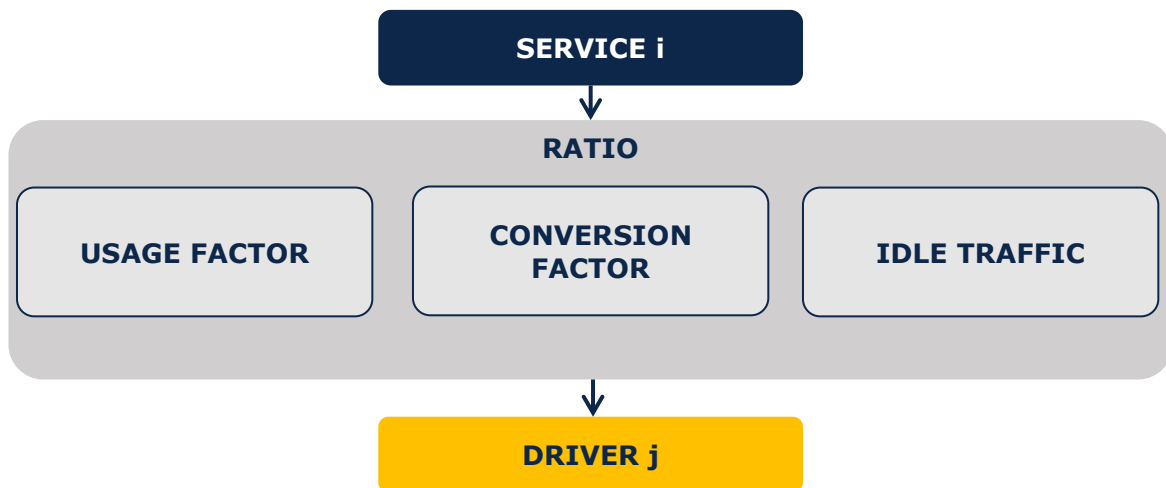 SERVICE i
RATIO
USAGE FACTOR
CONVERSION
FACTOR
IDLE TRAFFIC
DRIVER j